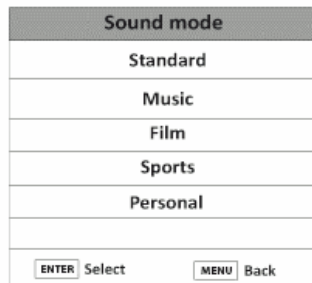 Sound mode
Standard
Music
Film
Sports
Personal
ENTER Select MENU Back